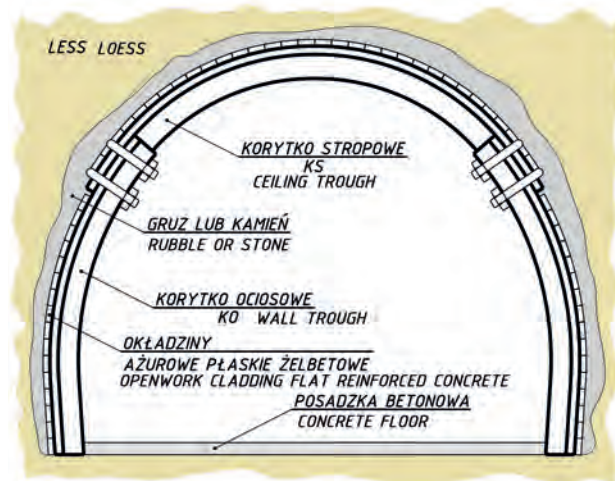 LESS LOESS
KORYTKO STROPOWE
KS
CEILING TROUGH
GRUZ LUB KAMIEŃ
RUBBLE OR STONE
KORYTKO OCIOSOWE
KO WALL TROUGH
OKŁADZINY
AŻUROWE PŁASKIE ŻELBETOWE
OPENWORK CLADDING FLAT REINFORCED CONCRETE
POSADZKA BETONOWA
CONCRETE FLOOR